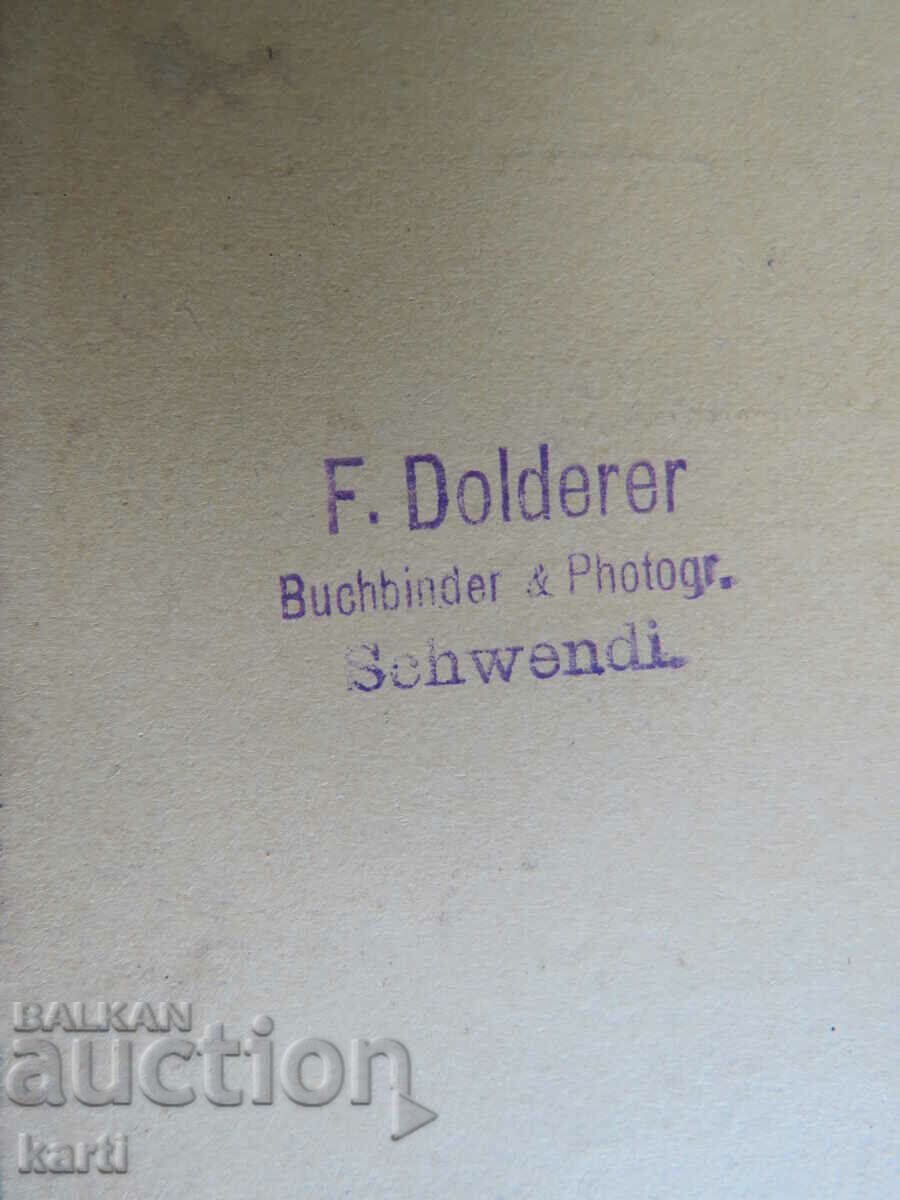 F. Dolderer
Buchbinder & Photogr.
Schwendi.
BALKAN
auction
karti